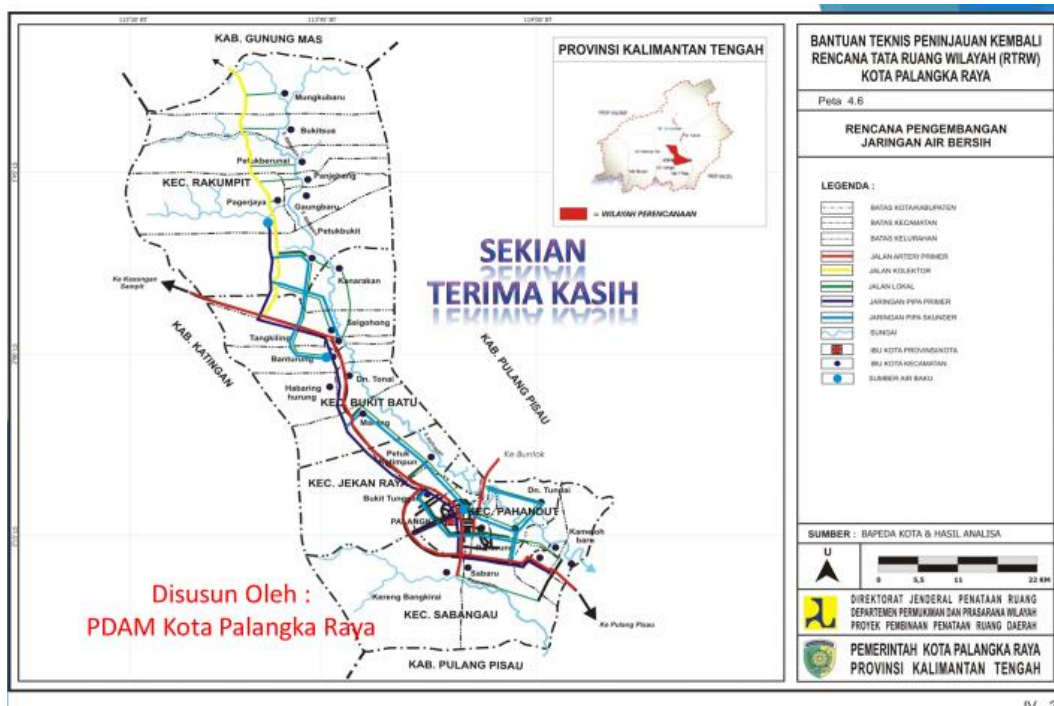 KAB. GUNUNG MAS
Mungkubaru
Bukitsua
Petukberunai
Panjehang
KEC. RAKUMPIT
Pagerjaya
Gaungbaru
Petukbukit
Ke Kasongan
Sampit
Kanarakan
Seigohong
Tangkiling
Banturung
KAB. KATINGAN
Habaring
hurung
Dn. Tonai
KEC. BUKIT BATU
Marang
KAB. PULANG PISAU
Petuk
Ke Buntok
KEC. JEKAN RAYA
Dn. Tundai
KEC. PAHANDUT
Kameloh
bare
Sabaru
Kereng Bangkirai
KEC. SABANGAU
Ke Pulang Pisau
KAB. PULANG PISAU
SEKIAN
TERIMA KASIH
Disusun Oleh :
PDAM Kota Palangka Raya
PROVINSI KALIMANTAN TENGAH
= WILAYAH PERENCANAAN
BANTUAN TEKNIS PENINJAUAN KEMBALI
RENCANA TATA RUANG WILAYAH (RTRW)
KOTA PALANGKA RAYA
Peta 4.6
RENCANA PENGEMBANGAN
JARINGAN AIR BERSIH
LEGENDA :
BATAS KOTA/KABUPATEN
BATAS KECAMATAN
BATAS KELURAHAN
JALAN ARTERI PRIMER
JALAN KOLEKTOR
JALAN LOKAL
JARINGAN PIPA PRIMER
JARINGAN PIPA SKUNDER
SUNGAI
IBU KOTA PROVINSI/KOTA
IBU KOTA KECAMATAN
SUMBER AIR BAKU
SUMBER : BAPEDA KOTA & HASIL ANALISA
U
0 5,5 11 22 KM
DIREKTORAT JENDERAL PENATAAN RUANG
DEPARTEMEN PERMUKIMAN DAN PRASARANA WILAYAH
PROYEK PEMBINAAN PENATAAN RUANG DAERAH
PEMERINTAH KOTA PALANGKA RAYA
PROVINSI KALIMANTAN TENGAH